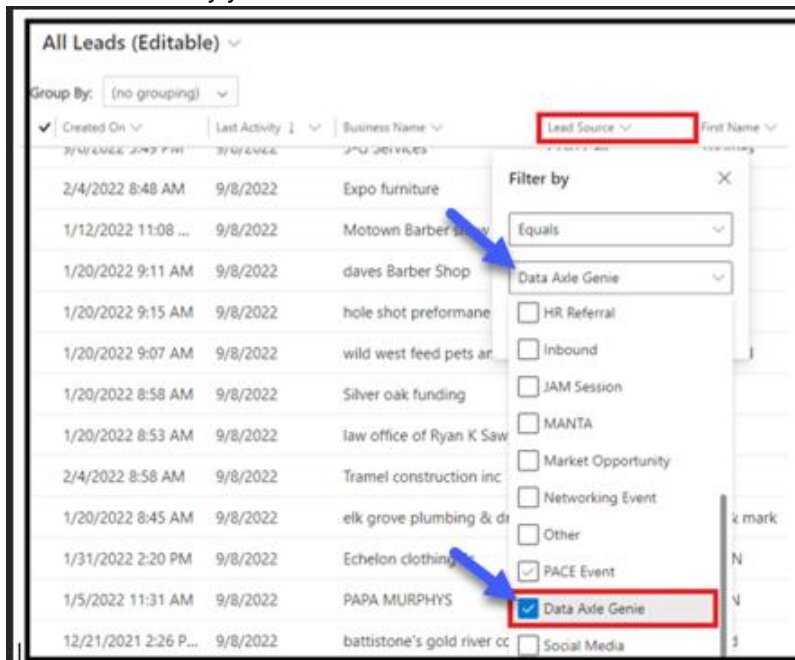 All Leads (Editable)
Group By: (no grouping)
Created On Last Activity Business Name Lead Source First Name
J-D Services
Filter by
2/4/2022 8:48 AM 9/8/2022 Expo furniture
1/12/2022 11:08 ... 9/8/2022 Motown Barber Equals
1/20/2022 9:11 AM 9/8/2022 daves Barber Shop Data Axle Genie
1/20/2022 9:15 AM 9/8/2022 hole shot preformane HR Referral
1/20/2022 9:07 AM 9/8/2022 wild west feed pets an Inbound
1/20/2022 8:58 AM 9/8/2022 Silver oak funding JAM Session
1/20/2022 8:53 AM 9/8/2022 law office of Ryan K Saw MANTA
2/4/2022 8:58 AM 9/8/2022 Tramel construction inc Market Opportunity
Networking Event
1/20/2022 8:45 AM 9/8/2022 elk grove plumbing & dr Other & mark
1/31/2022 2:20 PM 9/8/2022 Echelon clothing PACE Event N
1/5/2022 11:31 AM 9/8/2022 PAPA MURPHYS Data Axle Genie
12/21/2021 2:26 P... 9/8/2022 battistone's gold river cc Social Media